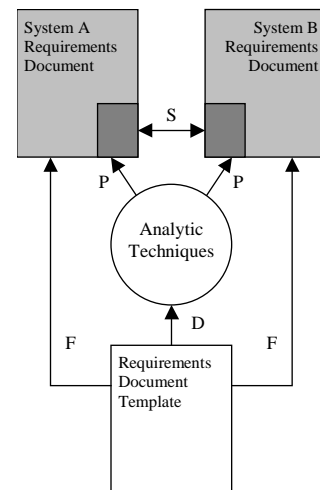 System A
Requirements
Document
System B
Requirements
Document
S
P
P
Analytic
Techniques
D
F
F
Requirements
Document
Template